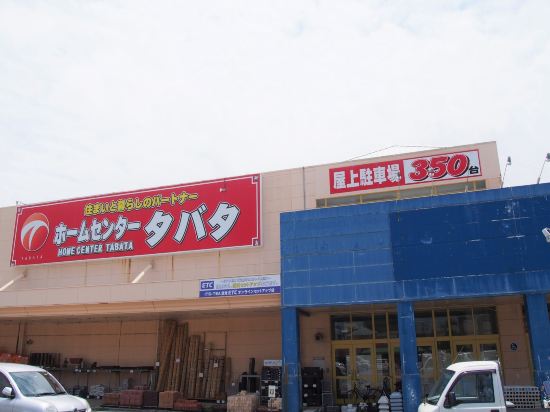 住まいと暮らしのパートナー
ホームセンター タバタ
HOME CENTER TABATA
TABATA
屋上駐車場 350台
ETC